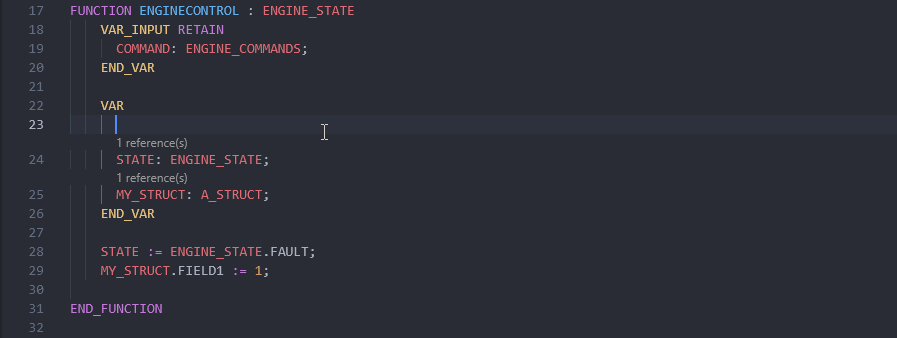 17 FUNCTION ENGINECONTROL : ENGINE_STATE
18 VAR_INPUT RETAIN
19 COMMAND: ENGINE_COMMANDS;
20 END_VAR
21
22 VAR
23
1 reference(s)
24 STATE: ENGINE_STATE;
1 reference(s)
25 MY_STRUCT: A_STRUCT;
26 END_VAR
27
28 STATE := ENGINE_STATE.FAULT;
29 MY_STRUCT.FIELD1 := 1;
30
31 END_FUNCTION
32